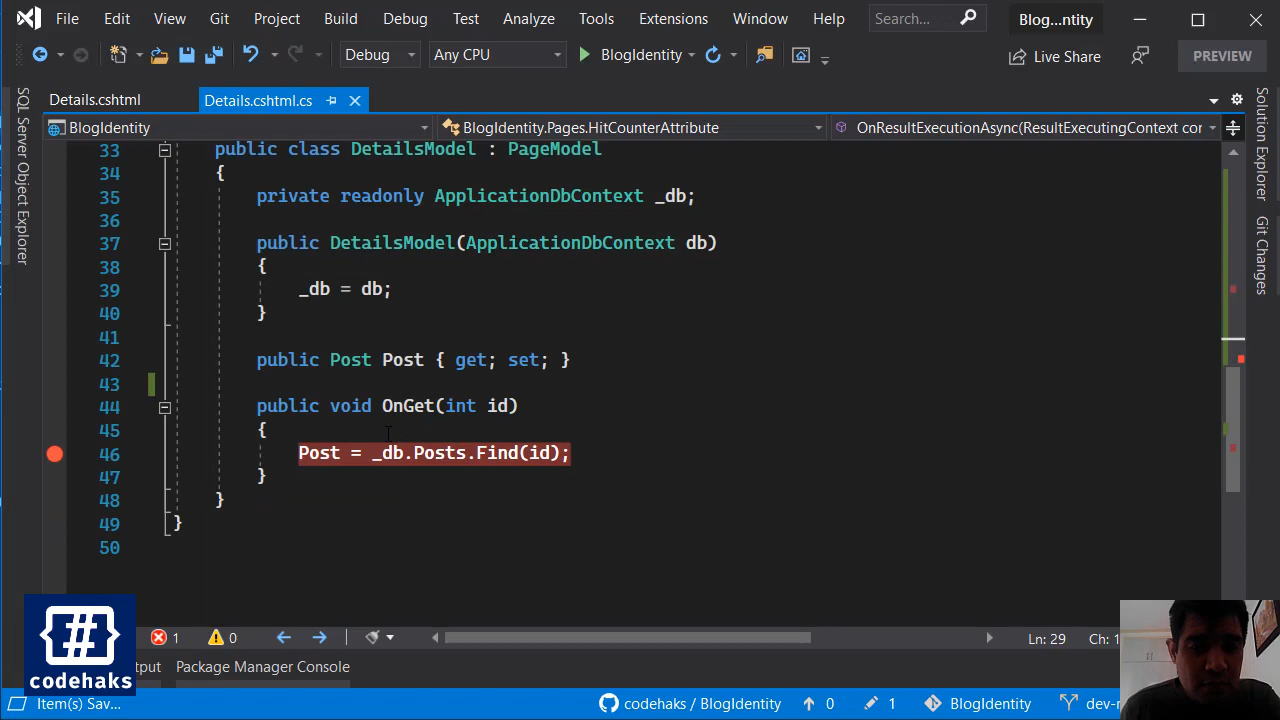 File Edit View Git Project Build Debug Test Analyze Tools Extensions Window Help Search... Blog...ntity
Debug Any CPU BlogIdentity Live Share PREVIEW
Details.cshtml Details.cshtml.cs
BlogIdentity BlogIdentity.Pages.HitCounterAttribute OnResultExecutionAsync(ResultExecutingContext cor
SQL Server Object Explorer
Solution Explorer
Git Changes
33 public class DetailsModel : PageModel
34 {
35 private readonly ApplicationDbContext _db;
36
37 public DetailsModel(ApplicationDbContext db)
38 {
39 _db = db;
40 }
41
42 public Post Post { get; set; }
43
44 public void OnGet(int id)
45 {
46 Post = _db.Posts.Find(id);
47 }
48 }
49 }
50
1 0 Ln: 29 Ch: 1
tput Package Manager Console
{#}
codehaks
Item(s) Sav... codehaks / BlogIdentity 0 1 BlogIdentity dev-r